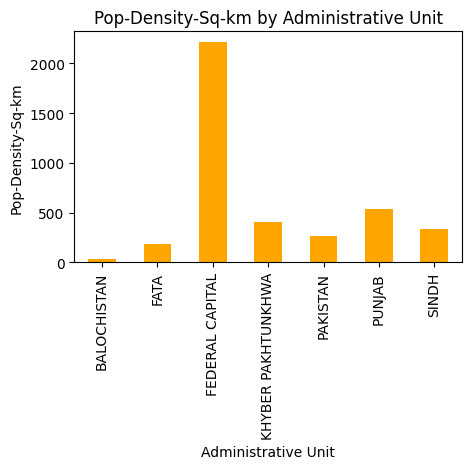 Pop-Density-Sq-km by Administrative Unit
Pop-Density-Sq-km
2000
1500
1000
500
0
BALOCHISTAN
FATA
FEDERAL CAPITAL
KHYBER PAKHTUNKHWA
PAKISTAN
PUNJAB
SINDH
Administrative Unit